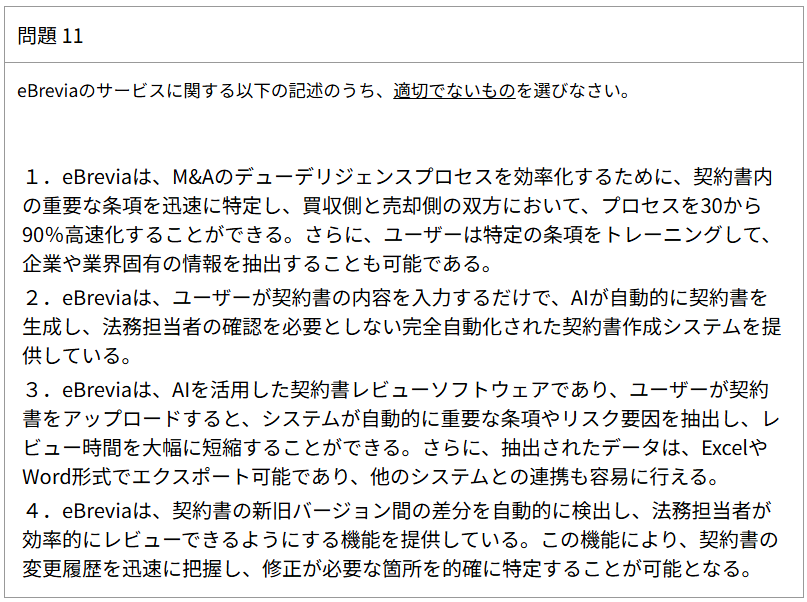 問題 11
eBreviaのサービスに関する以下の記述のうち、適切でないものを選びなさい。
１．eBreviaは、M&Aのデューデリジェンスプロセスを効率化するために、契約書内
の重要な条項を迅速に特定し、買収側と売却側の双方において、プロセスを30から
90％高速化することができる。さらに、ユーザーは特定の条項をトレーニングして、
企業や業界固有の情報を抽出することも可能である。
２．eBreviaは、ユーザーが契約書の内容を入力するだけで、AIが自動的に契約書を
生成し、法務担当者の確認を必要としない完全自動化された契約書作成システムを提
供している。
３．eBreviaは、AIを活用した契約書レビューソフトウェアであり、ユーザーが契約
書をアップロードすると、システムが自動的に重要な条項やリスク要因を抽出し、レ
ビュー時間を大幅に短縮することができる。さらに、抽出されたデータは、Excelや
Word形式でエクスポート可能であり、他のシステムとの連携も容易に行える。
４．eBreviaは、契約書の新旧バージョン間の差分を自動的に検出し、法務担当者が
効率的にレビューできるようにする機能を提供している。この機能により、契約書の
変更履歴を迅速に把握し、修正が必要な箇所を的確に特定することが可能となる。